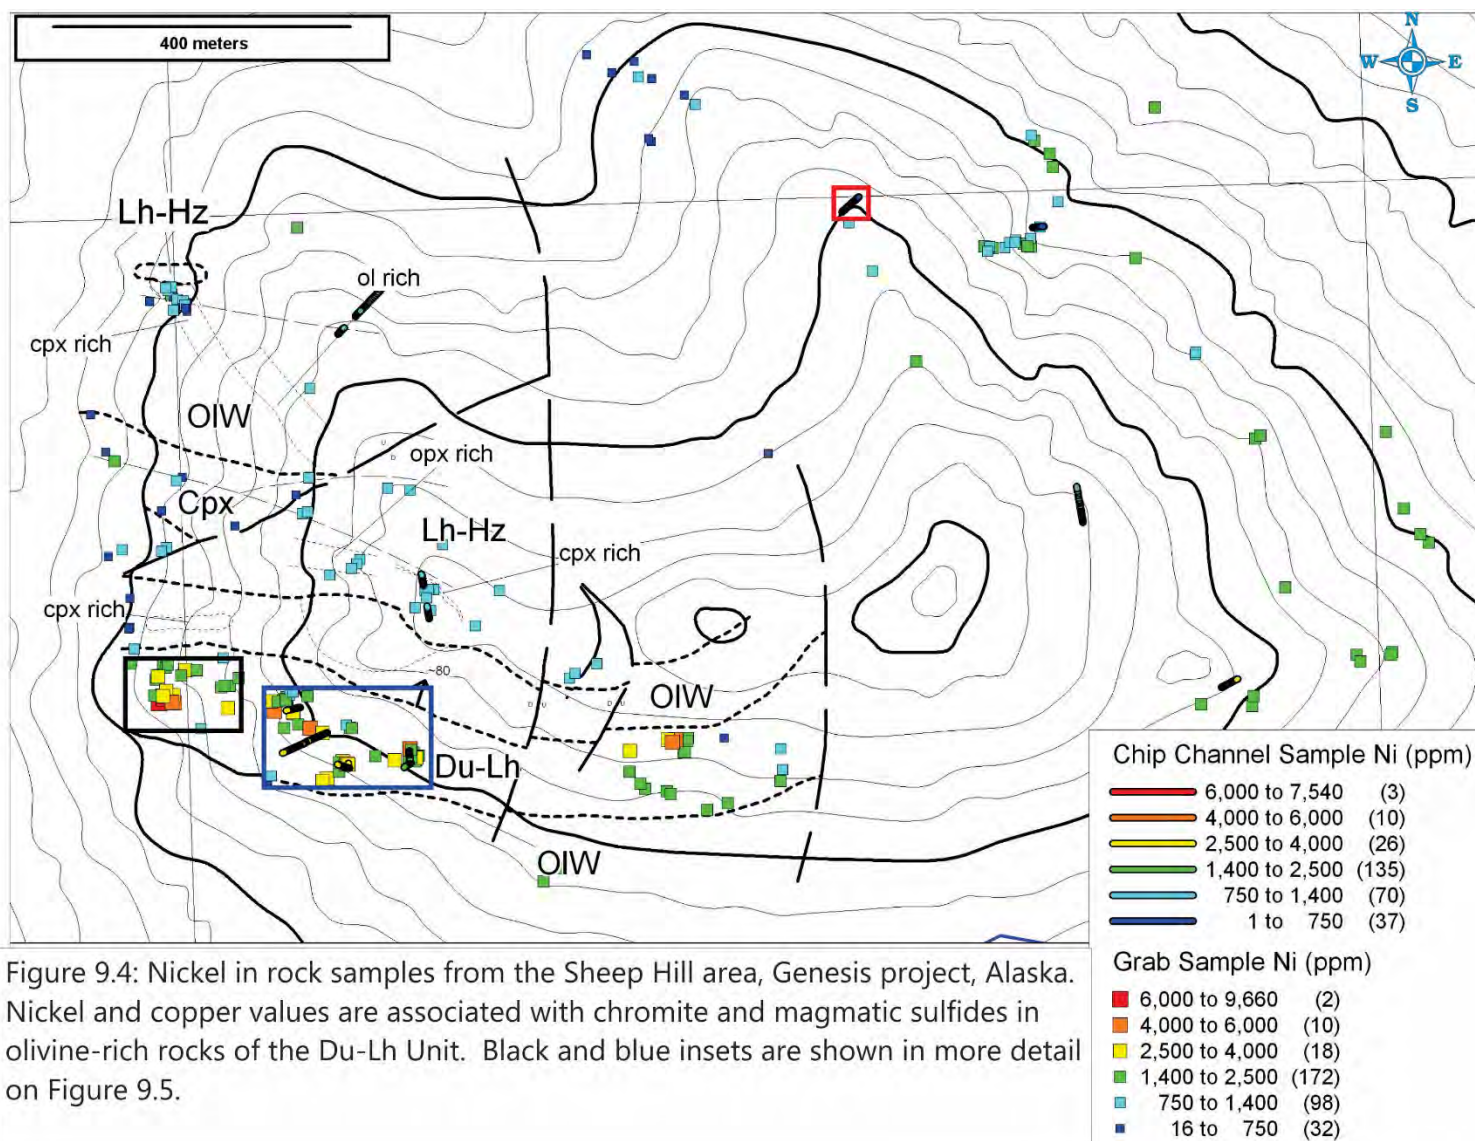 400 meters
N
W E
S
Lh-Hz
ol rich
cpx rich
OlW
opx rich
Cpx
Lh-Hz
cpx rich
cpx rich
80
OlW
Du-Lh
OlW
Chip Channel Sample Ni (ppm)
6,000 to 7,540 (3)
4,000 to 6,000 (10)
2,500 to 4,000 (26)
1,400 to 2,500 (135)
750 to 1,400 (70)
1 to 750 (37)
Grab Sample Ni (ppm)
6,000 to 9,660 (2)
4,000 to 6,000 (10)
2,500 to 4,000 (18)
1,400 to 2,500 (172)
750 to 1,400 (98)
16 to 750 (32)
Figure 9.4: Nickel in rock samples from the Sheep Hill area, Genesis project, Alaska.
Nickel and copper values are associated with chromite and magmatic sulfides in
olivine-rich rocks of the Du-Lh Unit. Black and blue insets are shown in more detail
on Figure 9.5.